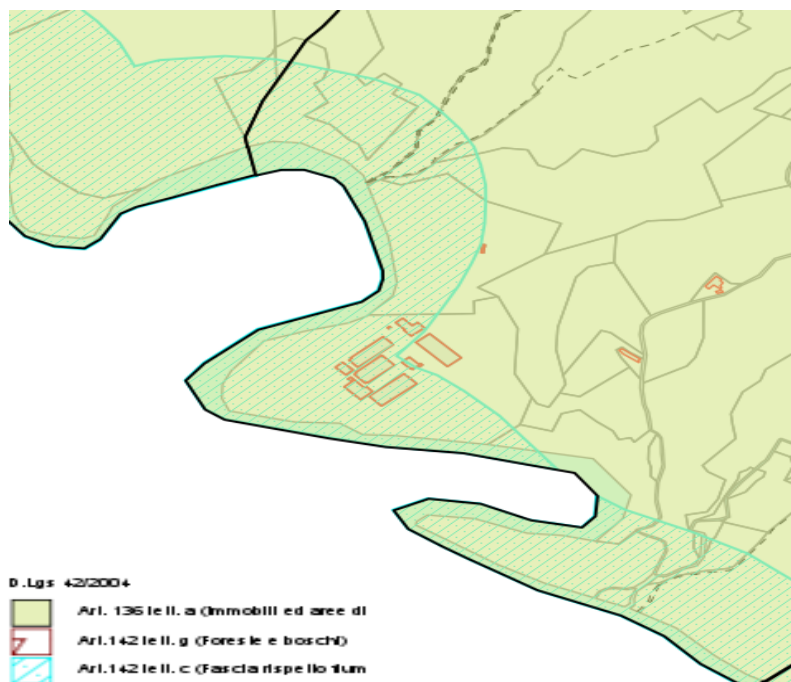 D.Lgs 42/2004
Art. 136 lett. a (Immobili ed aree di
Art.142 lett. g (Foreste e boschi)
Art.142 lett. c (Fascia rispetto fium